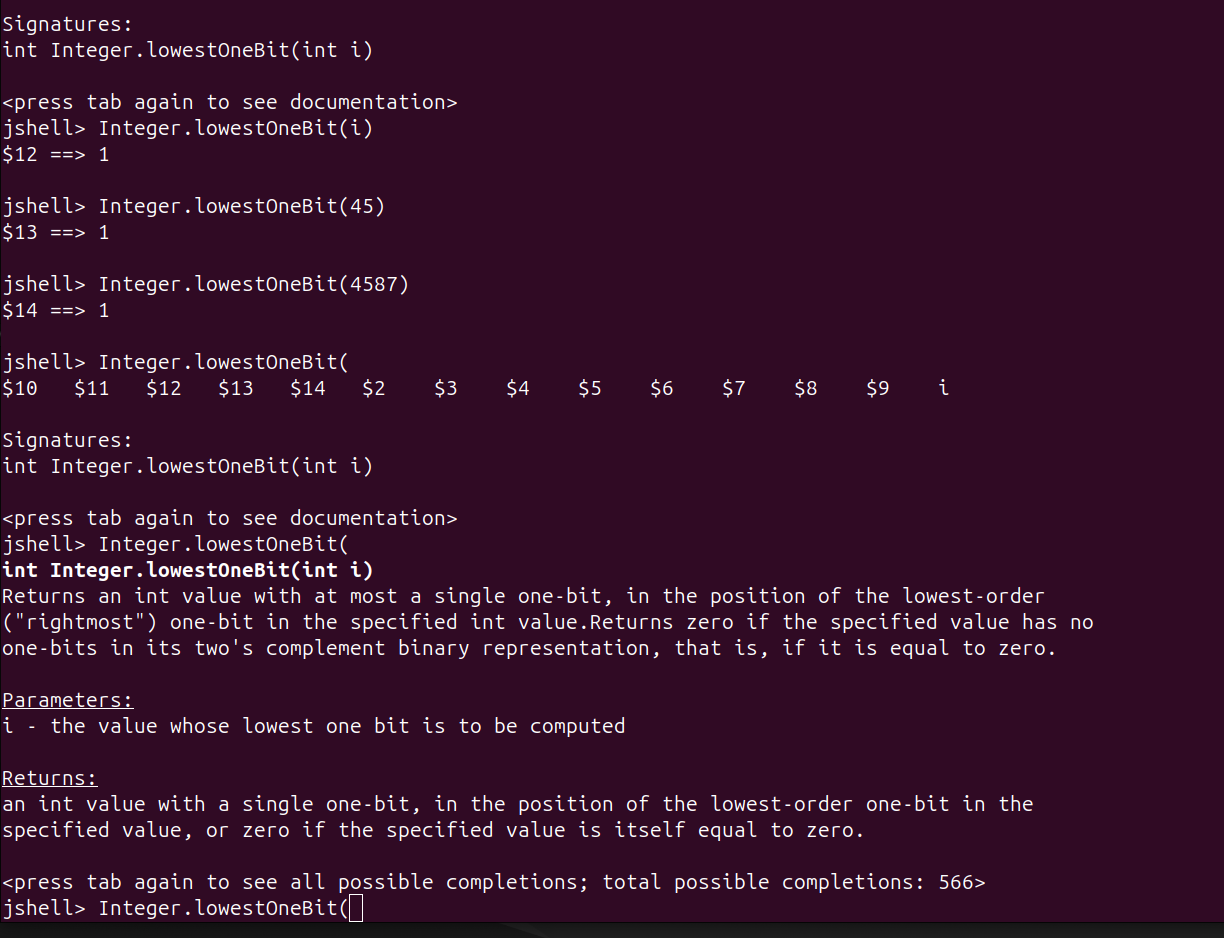 Signatures:
int Integer.lowestOneBit(int i)
<press tab again to see documentation>
jshell> Integer.lowestOneBit(i)
$12 ==> 1
jshell> Integer.lowestOneBit(45)
$13 ==> 1
jshell> Integer.lowestOneBit(4587)
$14 ==> 1
jshell> Integer.lowestOneBit(
$10   $11   $12   $13   $14   $2    $3    $4    $5    $6    $7    $8    $9    i
Signatures:
int Integer.lowestOneBit(int i)
<press tab again to see documentation>
jshell> Integer.lowestOneBit(
int Integer.lowestOneBit(int i)
Returns an int value with at most a single one-bit, in the position of the lowest-order
("rightmost") one-bit in the specified int value.Returns zero if the specified value has no
one-bits in its two's complement binary representation, that is, if it is equal to zero.
Parameters:
i - the value whose lowest one bit is to be computed
Returns:
an int value with a single one-bit, in the position of the lowest-order one-bit in the
specified value, or zero if the specified value is itself equal to zero.
<press tab again to see all possible completions; total possible completions: 566>
jshell> Integer.lowestOneBit(